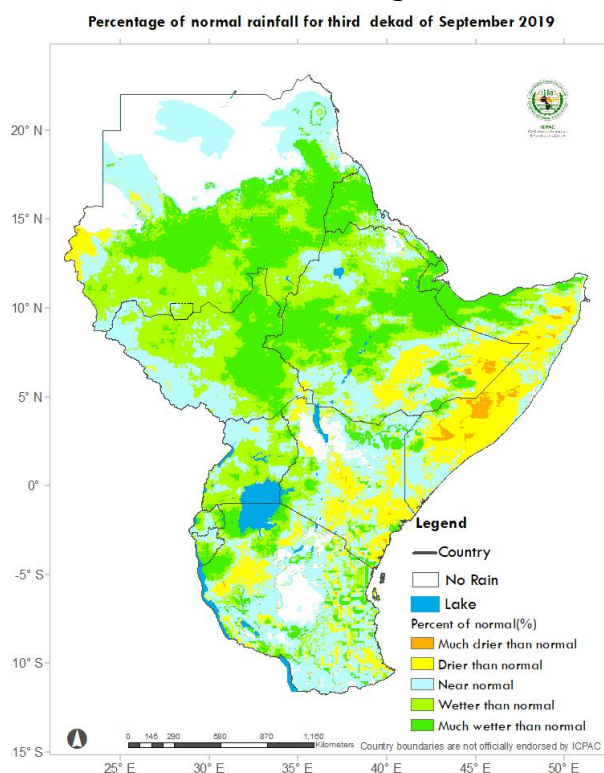 Percentage of normal rainfall for third dekad of September 2019
ICPAC
20° N
15° N
10° N
5° N
0°
-5° S
-10° S
15° S
25° E
30° E
35° E
40° E
45° E
50° E
Legend
Country
No Rain
Lake
Percent of normal(%)
Much drier than normal
Drier than normal
Near normal
Wetter than normal
Much wetter than normal
0 145 290 580 870 1,160
Kilometers
Country boundaries are not officially endorsed by ICPAC